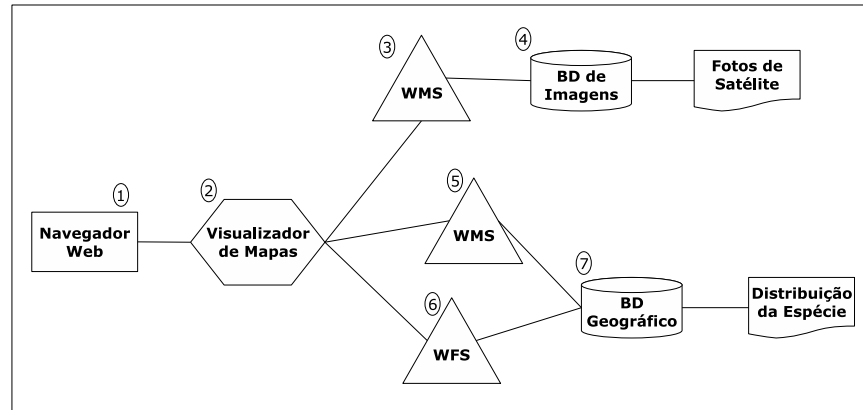 3
WMS
4
BD de
Imagens
Fotos de
Satélite
1
Navegador
Web
2
Visualizador
de Mapas
5
WMS
6
WFS
7
BD
Geográfico
Distribuição
da Espécie